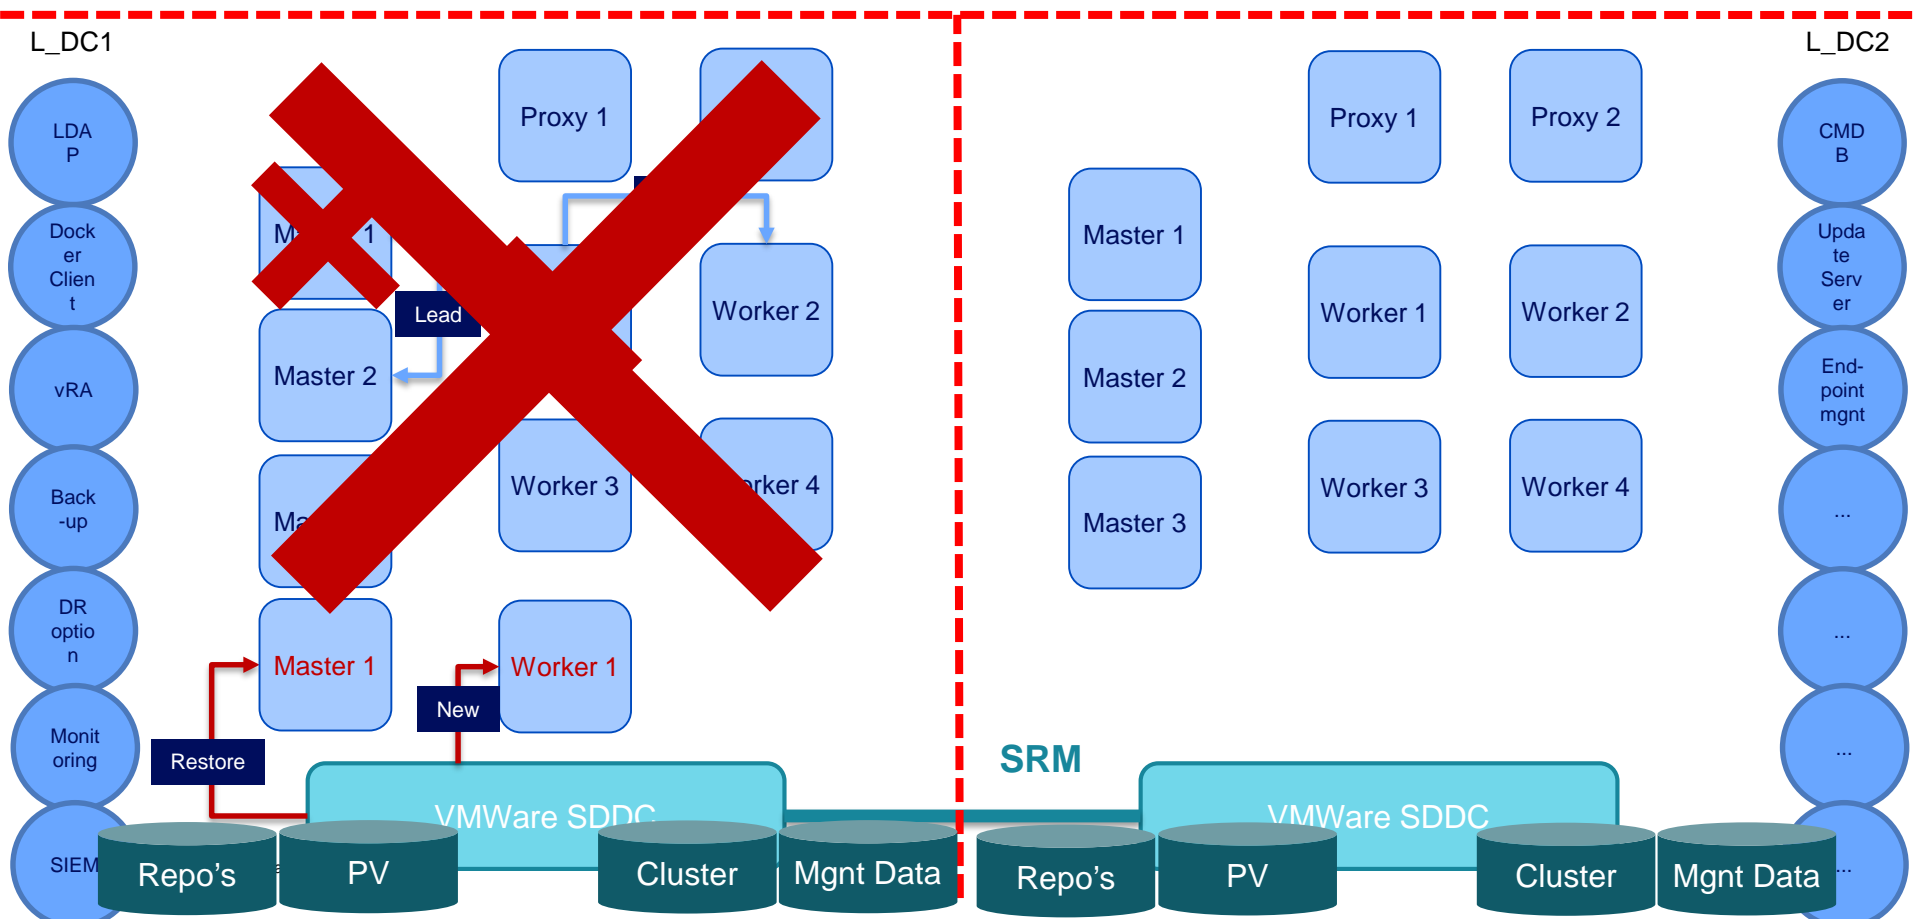 L_DC1
L_DC2
LDA
P
Dock
er
Clien
t
vRA
Back
-up
DR
optio
n
Monit
oring
SIEM
Proxy 1
1
Lead
Master 2
Worker 2
Worker 3
Master 1
Worker 1
New
Restore
VMWare SDDC
Repo's
PV
Cluster
Mgnt Data
SRM
Proxy 1
Proxy 2
Master 1
Worker 1
Worker 2
Master 2
Worker 3
Worker 4
Master 3
VMWare SDDC
Repo's
PV
Cluster
Mgnt Data
CMD
B
Upda
te
Serv
er
End-
point
mgnt
...
...
...
...